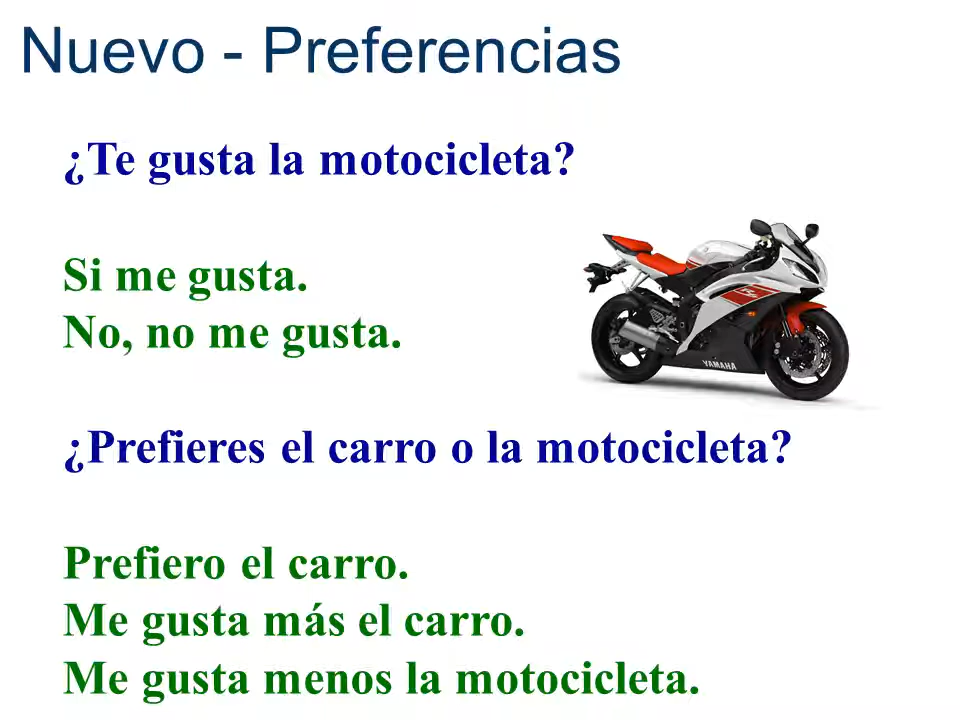 Nuevo - Preferencias
¿Te gusta la motocicleta?
Si me gusta.
No, no me gusta.
YAMAHA
¿Prefieres el carro o la motocicleta?
Prefiero el carro.
Me gusta más el carro.
Me gusta menos la motocicleta.